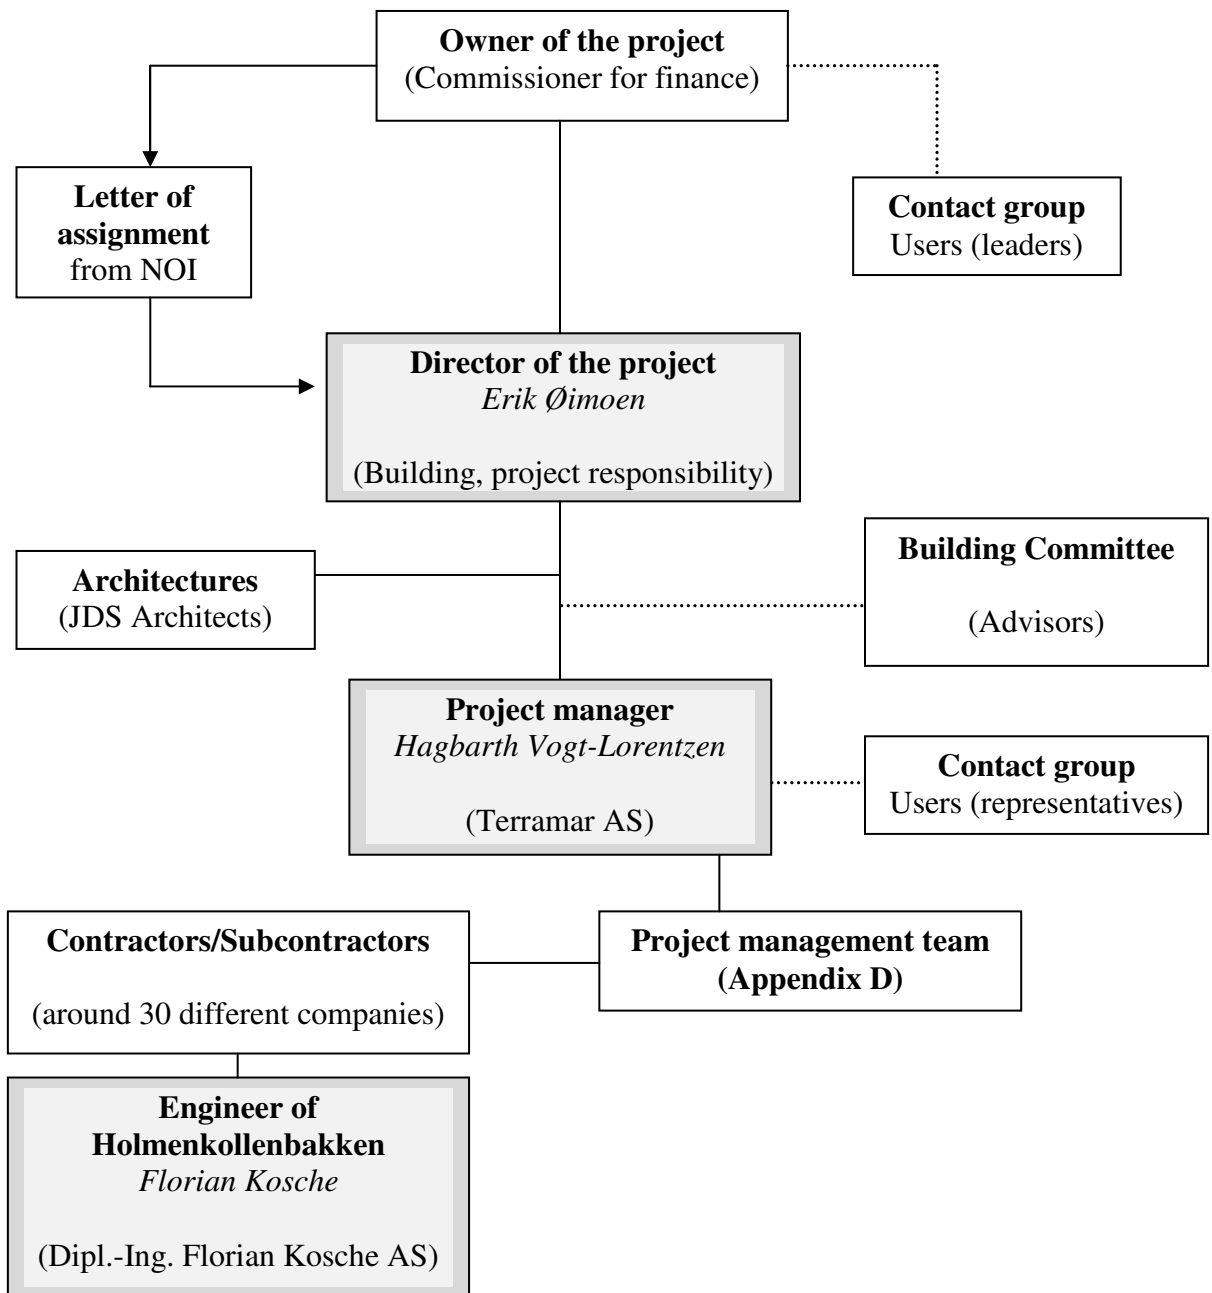 Owner of the project
(Commissioner for finance)
Letter of
assignment
from NOI
Contact group
Users (leaders)
Director of the project
Erik Øimoen
(Building, project responsibility)
Architectures
(JDS Architects)
Building Committee
(Advisors)
Project manager
Hagbarth Vogt-Lorentzen
(Terramar AS)
Contact group
Users (representatives)
Contractors/Subcontractors
(around 30 different companies)
Project management team
(Appendix D)
Engineer of
Holmenkollenbakken
Florian Kosche
(Dipl.-Ing. Florian Kosche AS)